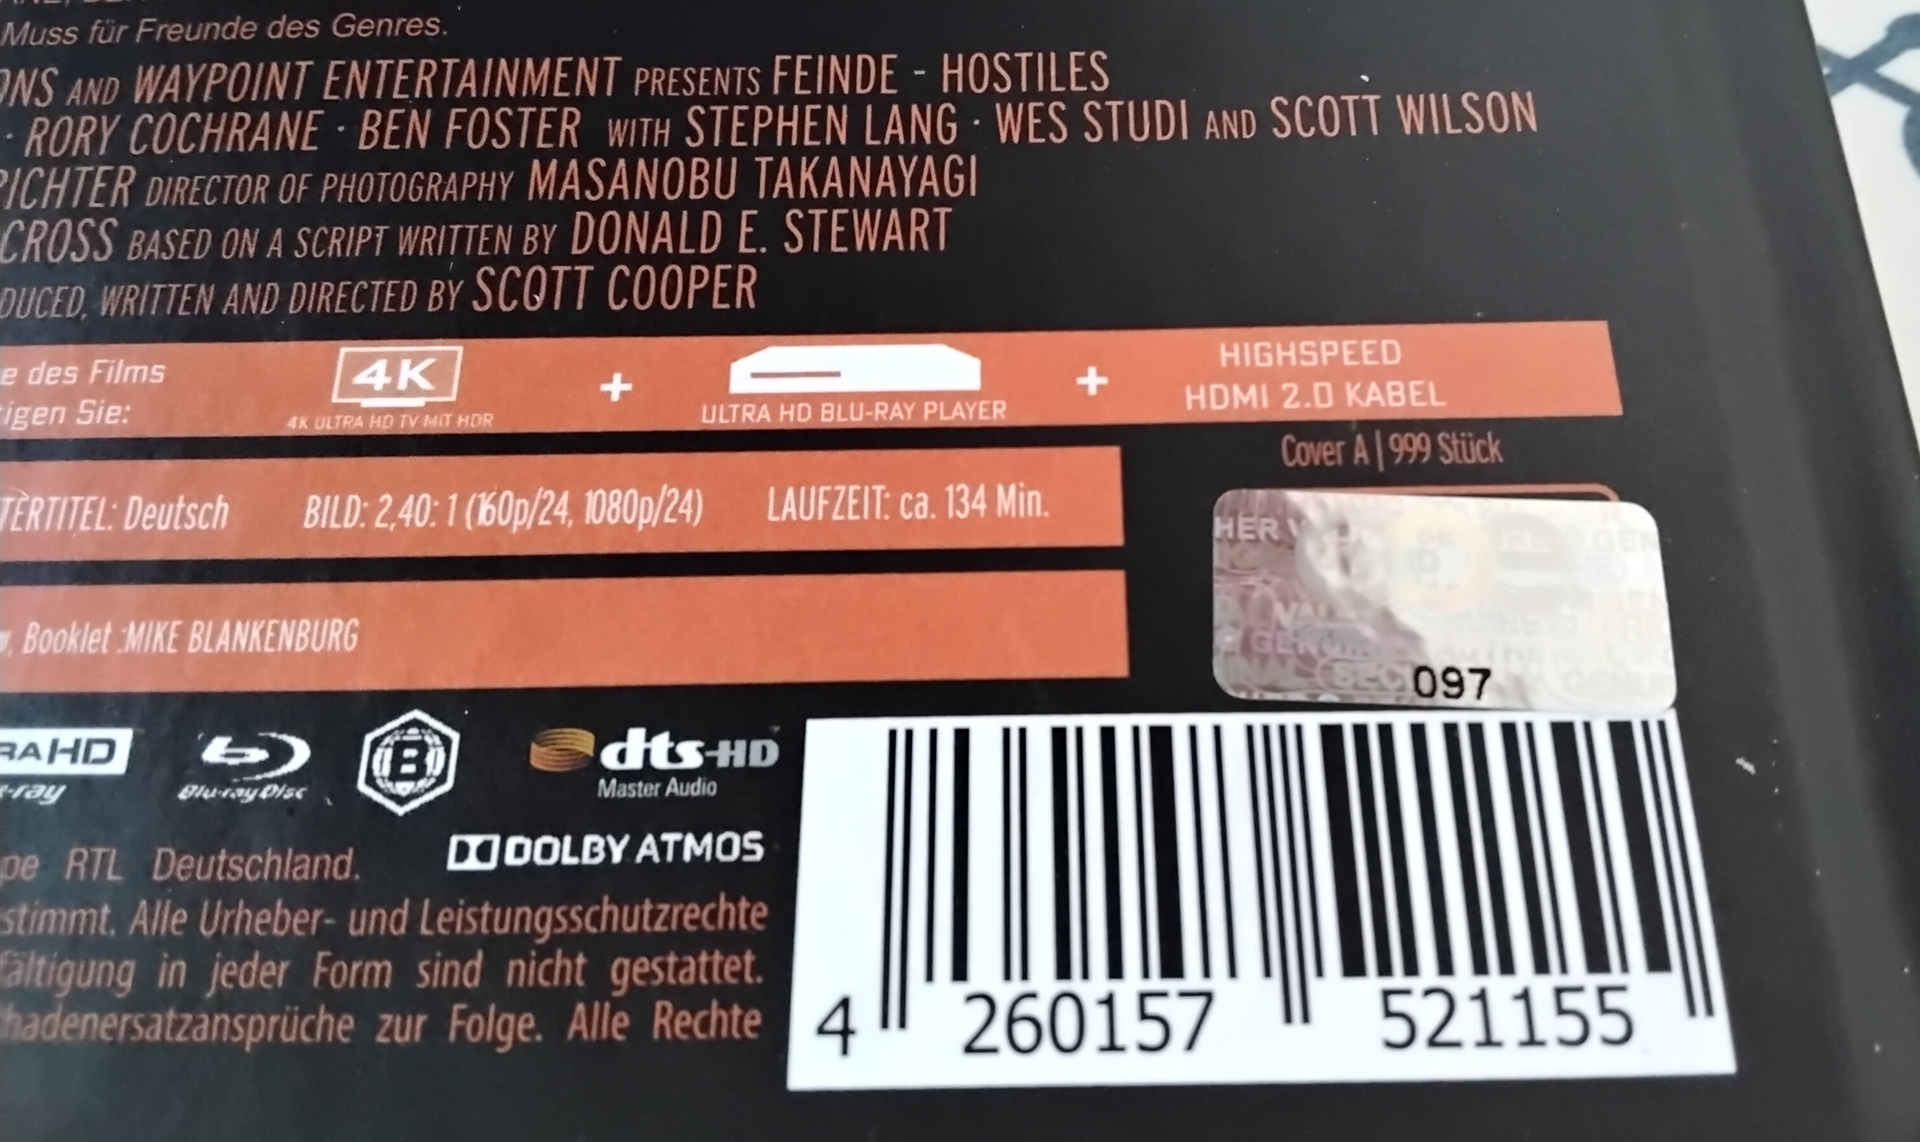 Muss für Freunde des Genres.
ONS AND WAYPOINT ENTERTAINMENT PRESENTS FEINDE - HOSTILES
· RORY COCHRANE · BEN FOSTER WITH STEPHEN LANG · WES STUDI AND SCOTT WILSON
RICHTER DIRECTOR OF PHOTOGRAPHY MASANOBU TAKANAYAGI
CROSS BASED ON A SCRIPT WRITTEN BY DONALD E. STEWART
DUCED, WRITTEN AND DIRECTED BY SCOTT COOPER
e des Films
igen Sie:
4K
4K ULTRA HD TV MIT HDR
+
ULTRA HD BLU-RAY PLAYER
+
HIGHSPEED
HDMI 2.0 KABEL
Cover A | 999 Stück
TERTITEL: Deutsch BILD: 2,40: 1 (160p/24, 1080p/24) LAUFZEIT: ca. 134 Min.
, Booklet :MIKE BLANKENBURG
097
RAHD
-ray
Blu-ray Disc
B
dts-HD
Master Audio
DOLBY ATMOS
pe RTL Deutschland.
stimmt. Alle Urheber- und Leistungsschutzrechte
fältigung in jeder Form sind nicht gestattet.
hadenersatzansprüche zur Folge. Alle Rechte
4 260157 521155